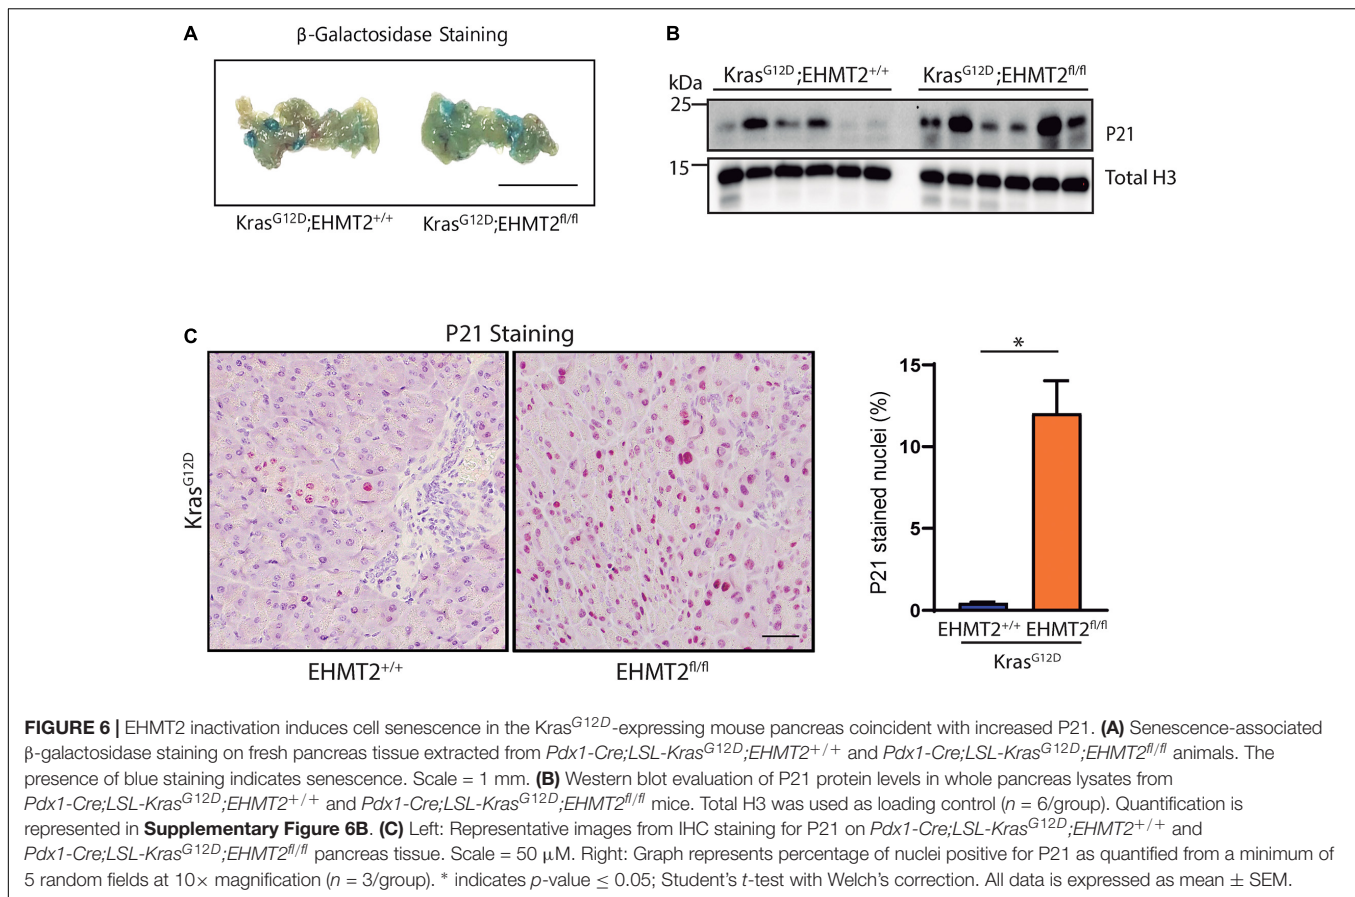 A
β-Galactosidase Staining
Kras^G12D;EHMT2^+/+
Kras^G12D;EHMT2^fl/fl
B
Kras^G12D;EHMT2^+/+
Kras^G12D;EHMT2^fl/fl
kDa
25
P21
15
Total H3
C
P21 Staining
Kras^G12D
EHMT2^+/+
EHMT2^fl/fl
*
P21 stained nuclei (%)
15
10
5
0
EHMT2^+/+ EHMT2^fl/fl
Kras^G12D
FIGURE 6 | EHMT2 inactivation induces cell senescence in the Kras^G12D-expressing mouse pancreas coincident with increased P21. (A) Senescence-associated
β-galactosidase staining on fresh pancreas tissue extracted from Pdx1-Cre;LSL-Kras^G12D;EHMT2^+/+ and Pdx1-Cre;LSL-Kras^G12D;EHMT2^fl/fl animals. The
presence of blue staining indicates senescence. Scale = 1 mm. (B) Western blot evaluation of P21 protein levels in whole pancreas lysates from
Pdx1-Cre;LSL-Kras^G12D;EHMT2^+/+ and Pdx1-Cre;LSL-Kras^G12D;EHMT2^fl/fl mice. Total H3 was used as loading control (n = 6/group). Quantification is
represented in Supplementary Figure 6B. (C) Left: Representative images from IHC staining for P21 on Pdx1-Cre;LSL-Kras^G12D;EHMT2^+/+ and
Pdx1-Cre;LSL-Kras^G12D;EHMT2^fl/fl pancreas tissue. Scale = 50 μM. Right: Graph represents percentage of nuclei positive for P21 as quantified from a minimum of
5 random fields at 10× magnification (n = 3/group). * indicates p-value ≤ 0.05; Student's t-test with Welch's correction. All data is expressed as mean ± SEM.